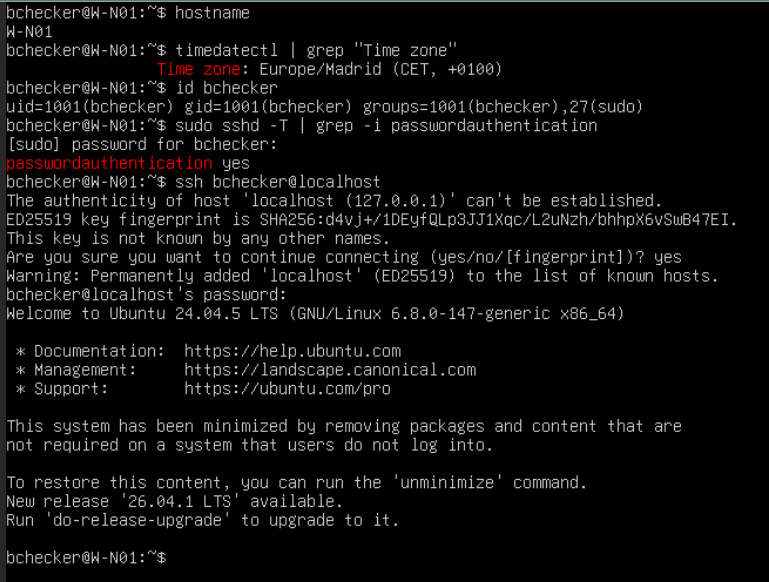 bchecker@W-N01:~$ hostname
W-N01
bchecker@W-N01:~$ timedatectl | grep "Time zone"
                Time zone: Europe/Madrid (CET, +0100)
bchecker@W-N01:~$ id bchecker
uid=1001(bchecker) gid=1001(bchecker) groups=1001(bchecker),27(sudo)
bchecker@W-N01:~$ sudo sshd -T | grep -i passwordauthentication
[sudo] password for bchecker:
passwordauthentication yes
bchecker@W-N01:~$ ssh bchecker@localhost
The authenticity of host 'localhost (127.0.0.1)' can't be established.
ED25519 key fingerprint is SHA256:d4vj+/1DEyfQLp3JJ1Xqc/L2uNzh/bhhpX6vSwB47EI.
This key is not known by any other names.
Are you sure you want to continue connecting (yes/no/[fingerprint])? yes
Warning: Permanently added 'localhost' (ED25519) to the list of known hosts.
bchecker@localhost's password:
Welcome to Ubuntu 24.04.5 LTS (GNU/Linux 6.8.0-147-generic x86_64)

 * Documentation:  https://help.ubuntu.com
 * Management:     https://landscape.canonical.com
 * Support:        https://ubuntu.com/pro

This system has been minimized by removing packages and content that are
not required on a system that users do not log into.

To restore this content, you can run the 'unminimize' command.
New release '26.04.1 LTS' available.
Run 'do-release-upgrade' to upgrade to it.

bchecker@W-N01:~$